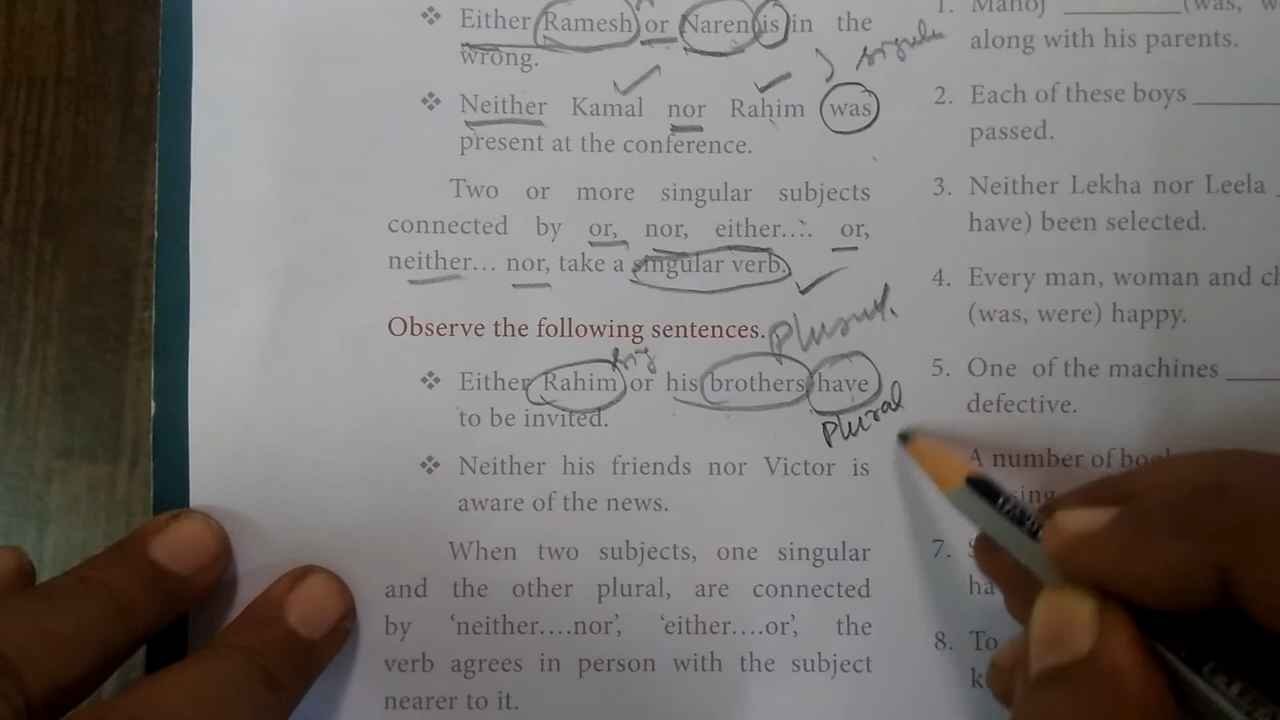 ❖ Either Ramesh or Naren is in the
wrong.
❖ Neither Kamal nor Rahim was
present at the conference.
Two or more singular subjects
connected by or, nor, either…. or,
neither… nor, take a singular verb.
Observe the following sentences.
plural
❖ Either Rahim or his brothers have
to be invited.
plural
❖ Neither his friends nor Victor is
aware of the news.
When two subjects, one singular
and the other plural, are connected
by ‘neither….nor’, ‘either….or’, the
verb agrees in person with the subject
nearer to it.
1. Manoj ________ (was,
along with his parents.
2. Each of these boys ______
passed.
3. Neither Lekha nor Leela
have) been selected.
4. Every man, woman and
(was, were) happy.
5. One of the machines ____
defective.
A number of
7.
8. To